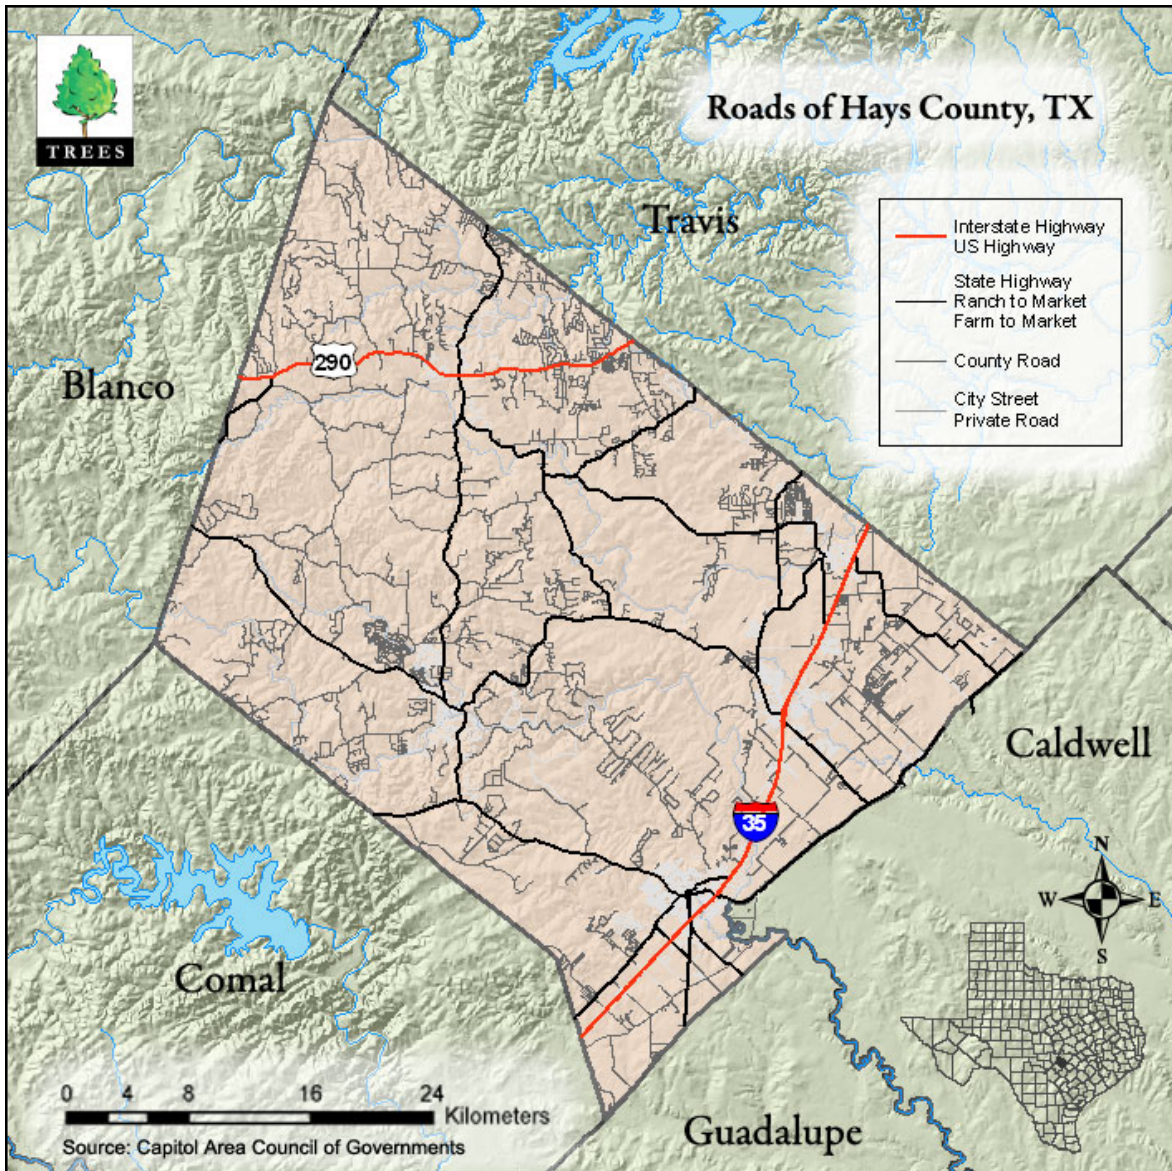 TREES
Roads of Hays County, TX
Travis
Interstate Highway
US Highway
State Highway
Ranch to Market
Farm to Market
County Road
City Street
Private Road
290
Blanco
Caldwell
35
N
W
E
S
Comal
0 4 8 16 24
Kilometers
Source: Capitol Area Council of Governments
Guadalupe